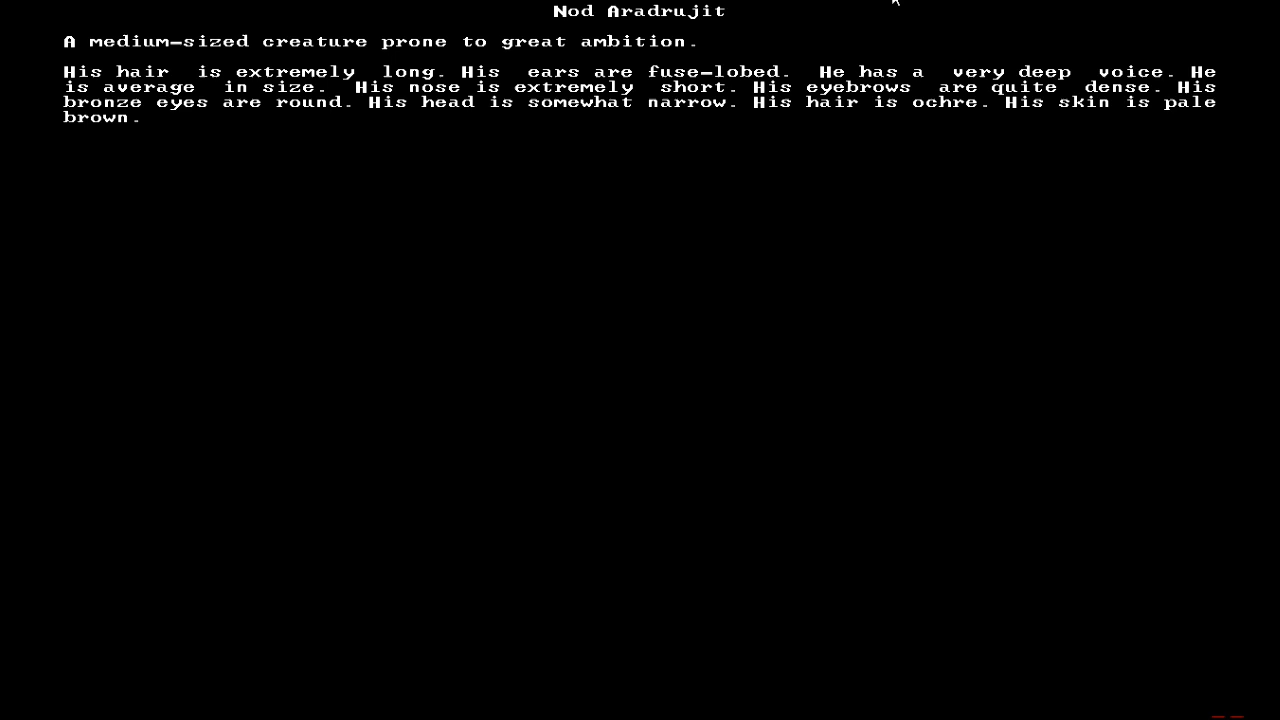 Nod Aradrujit
A medium-sized creature prone to great ambition.
His hair is extremely long. His ears are fuse-lobed. He has a very deep voice. He
is average in size. His nose is extremely short. His eyebrows are quite dense. His
bronze eyes are round. His head is somewhat narrow. His hair is ochre. His skin is pale
brown.